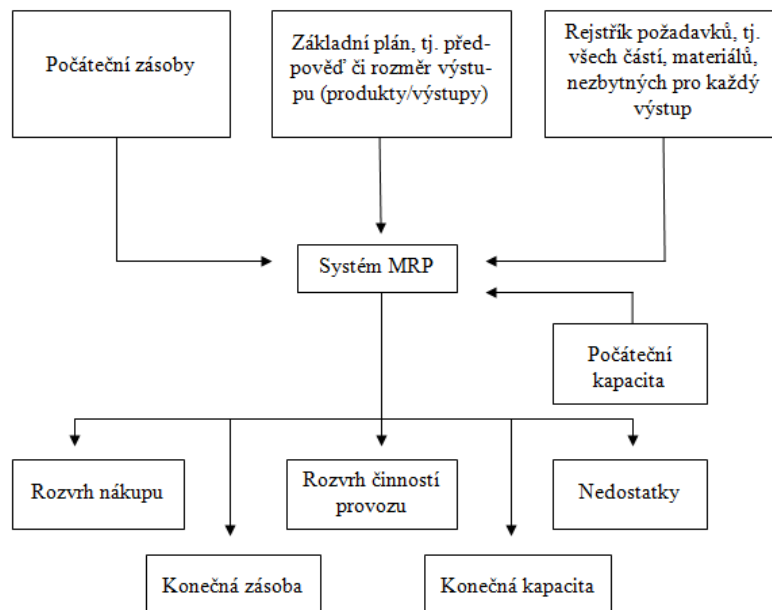 Počáteční zásoby
Základní plán, tj. před-
pověď či rozměr výstu-
pu (produkty/výstupy)
Rejstřík požadavků, tj.
všech částí, materiálů,
nezbytných pro každý
výstup
Systém MRP
Počáteční
kapacita
Rozvrh nákupu
Rozvrh činností
provozu
Nedostatky
Konečná zásoba
Konečná kapacita